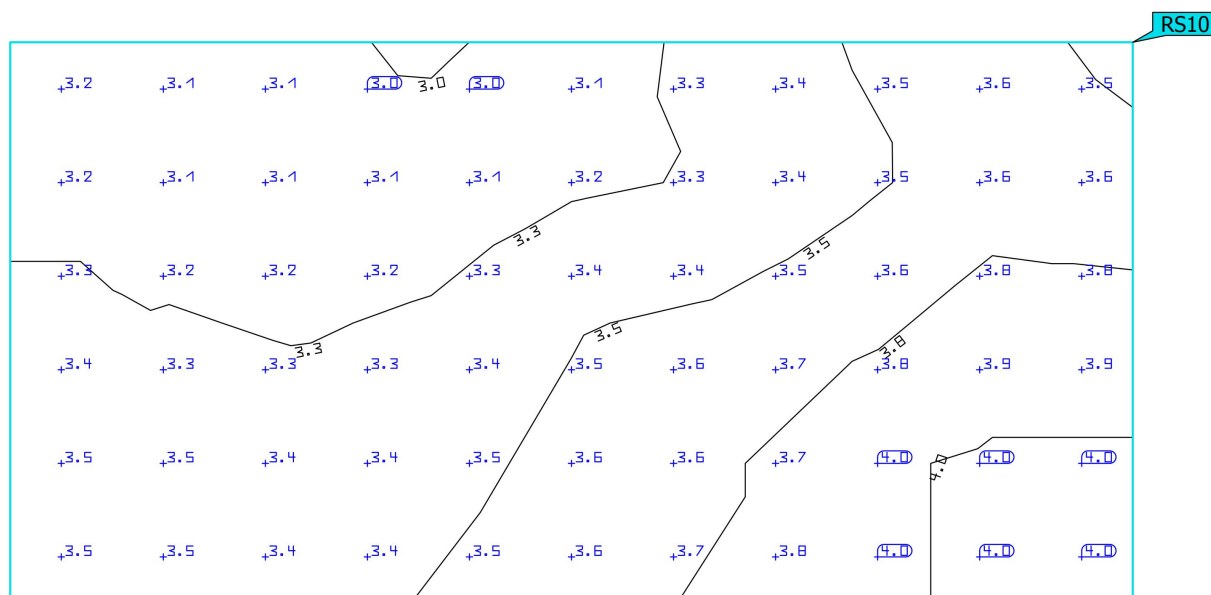 RS10
3.2 3.1 3.1 3.0 3.0 3.0 3.1 3.3 3.4 3.5 3.6 3.5
3.2 3.1 3.1 3.1 3.1 3.2 3.3 3.4 3.5 3.6 3.6
3.3 3.5
3.3 3.2 3.2 3.2 3.3 3.4 3.4 3.5 3.6 3.8 3.8
3.3 3.5 3.8
3.4 3.3 3.3 3.3 3.4 3.5 3.6 3.7 3.8 3.9 3.9
3.5 3.5 3.4 3.4 3.5 3.6 3.6 3.7 4.0 4.0 4.0 4.0
3.5 3.5 3.4 3.4 3.5 3.6 3.7 3.8 4.0 4.0 4.0